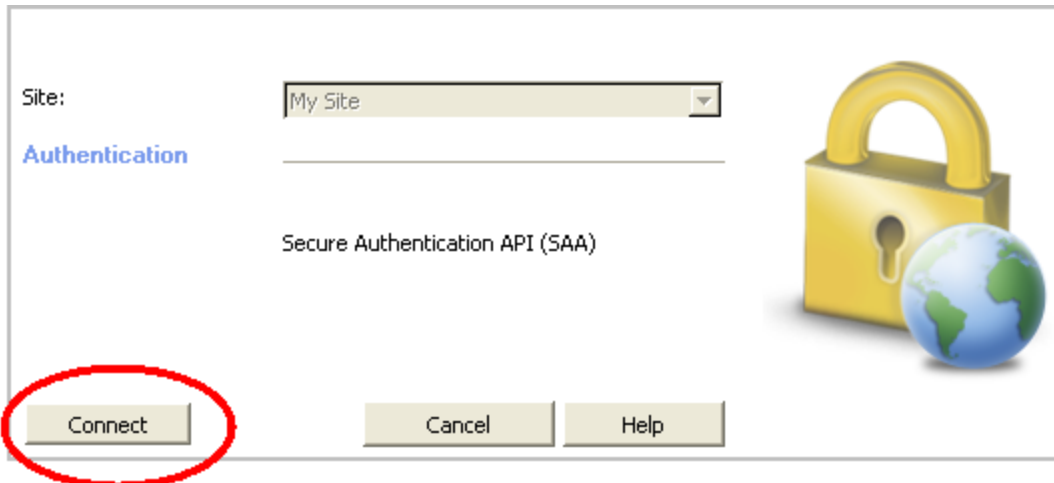 Site:
My Site
Authentication
Secure Authentication API (SAA)
Connect
Cancel
Help